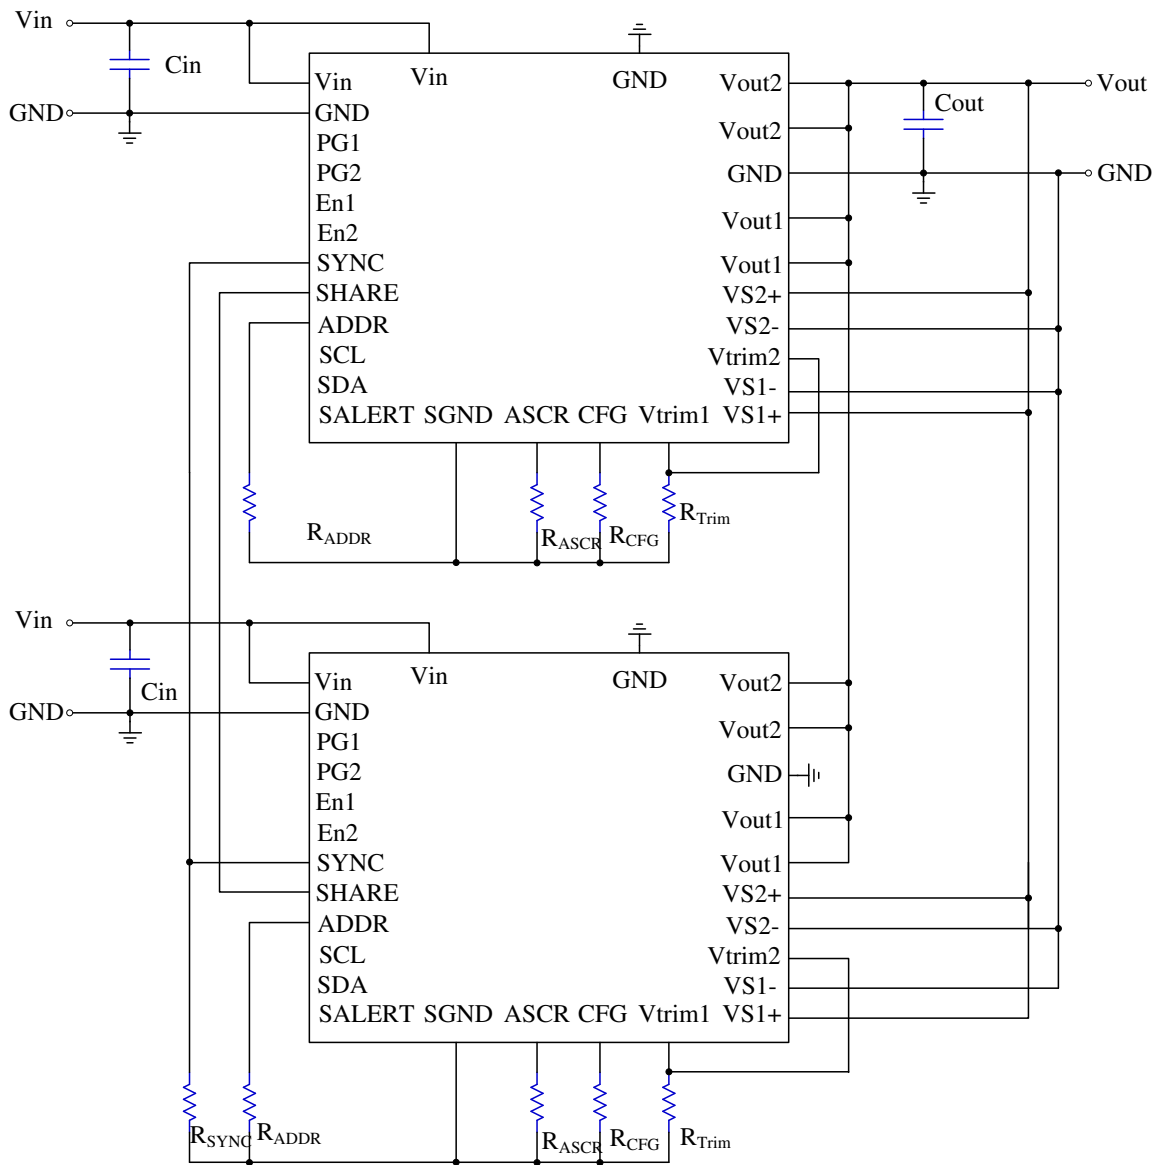 Vin
Cin
GND
Vin
GND
PG1
PG2
En1
En2
SYNC
SHARE
ADDR
SCL
SDA
SALERT SGND ASCR CFG Vtrim1
Vin
GND
Vout2
Vout2
GND
Vout1
Vout1
VS2+
VS2-
Vtrim2
VS1-
VS1+
Cout
Vout
GND
RADDR
RASCR
RCFG
RTrim
Vin
Cin
GND
Vin
GND
PG1
PG2
En1
En2
SYNC
SHARE
ADDR
SCL
SDA
SALERT SGND ASCR CFG Vtrim1
Vin
GND
Vout2
Vout2
GND
Vout1
Vout1
VS2+
VS2-
Vtrim2
VS1-
VS1+
RSYNC
RADDR
RASCR
RCFG
RTrim